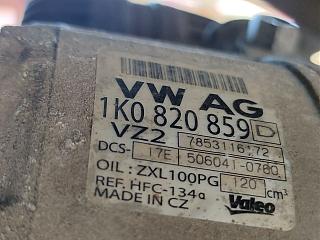 VW AG
1K0 820 859 D
VZ2 7853116*72
DCS- 17E - 506041-0780
OIL: ZXL100PG 120 cm³
REF. HFC-134a
MADE IN CZ Valeo